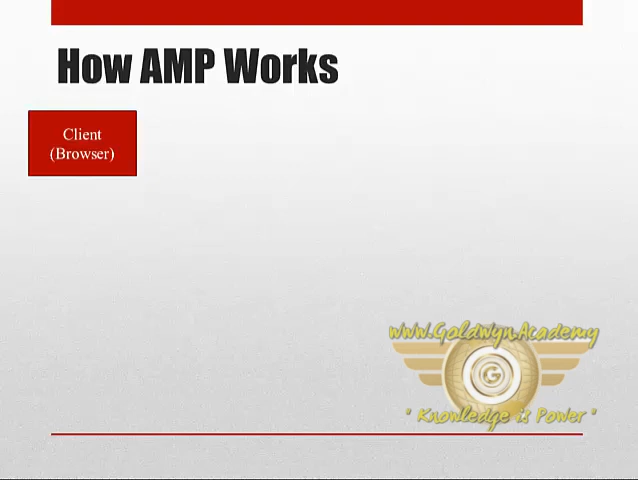 How AMP Works
Client
(Browser)
www.GoldwynAcademy
G
" Knowledge is Power "